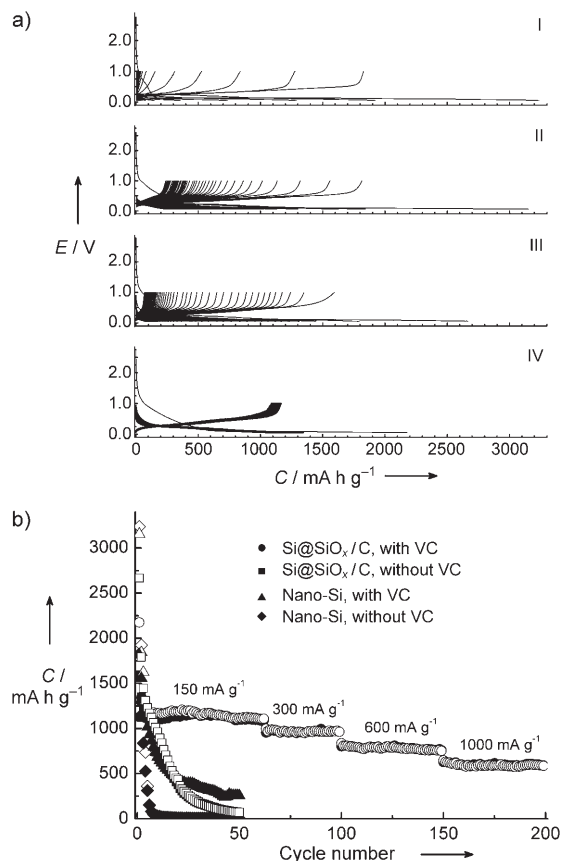 a)
I
2.0
1.0
0.0
II
2.0
1.0
0.0
E / V
III
2.0
1.0
0.0
IV
2.0
1.0
0.0
0 500 1000 1500 2000 2500 3000
C / mA h g⁻¹
b)
3000
2500
2000
1500
1000
500
0
C /
mA h g⁻¹
Si@SiOₓ/C, with VC
Si@SiOₓ/C, without VC
Nano-Si, with VC
Nano-Si, without VC
150 mA g⁻¹
300 mA g⁻¹
600 mA g⁻¹
1000 mA g⁻¹
0 50 100 150 200
Cycle number